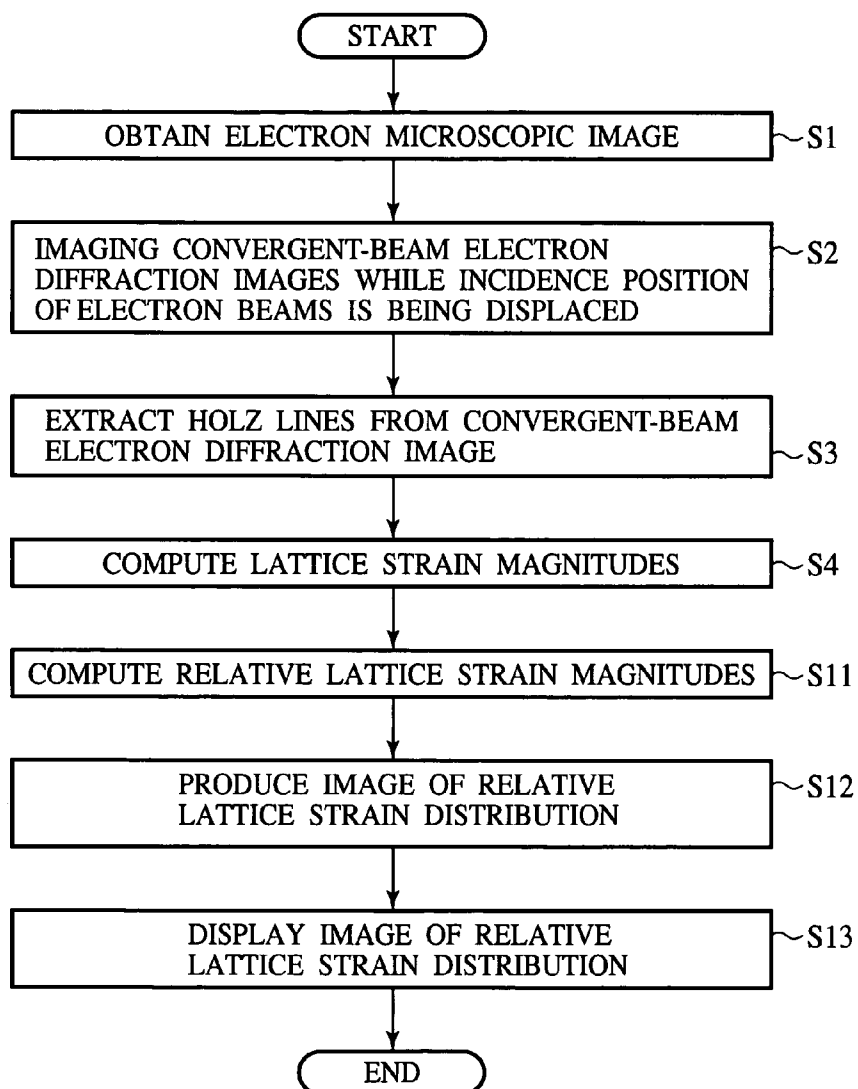 START
OBTAIN ELECTRON MICROSCOPIC IMAGE
S1
IMAGING CONVERGENT-BEAM ELECTRON
DIFFRACTION IMAGES WHILE INCIDENCE POSITION
OF ELECTRON BEAMS IS BEING DISPLACED
S2
EXTRACT HOLZ LINES FROM CONVERGENT-BEAM
ELECTRON DIFFRACTION IMAGE
S3
COMPUTE LATTICE STRAIN MAGNITUDES
S4
COMPUTE RELATIVE LATTICE STRAIN MAGNITUDES
S11
PRODUCE IMAGE OF RELATIVE
LATTICE STRAIN DISTRIBUTION
S12
DISPLAY IMAGE OF RELATIVE
LATTICE STRAIN DISTRIBUTION
S13
END